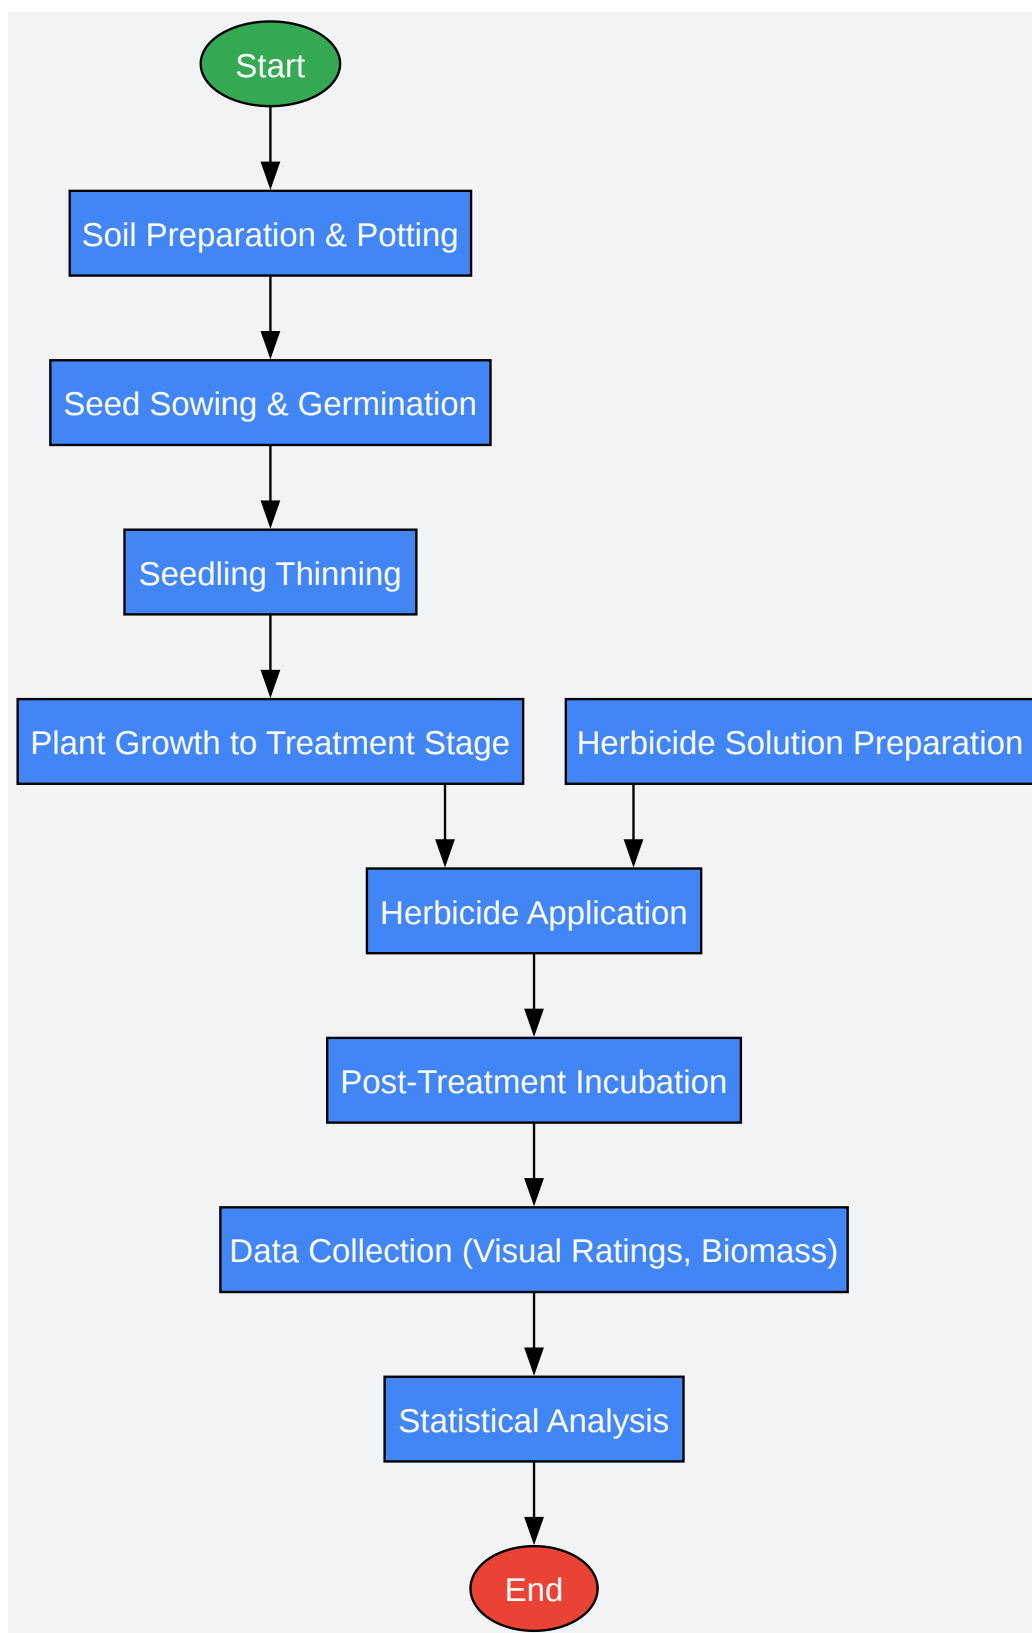 Start
Soil Preparation & Potting
Seed Sowing & Germination
Seedling Thinning
Plant Growth to Treatment Stage
Herbicide Solution Preparation
Herbicide Application
Post-Treatment Incubation
Data Collection (Visual Ratings, Biomass)
Statistical Analysis
End